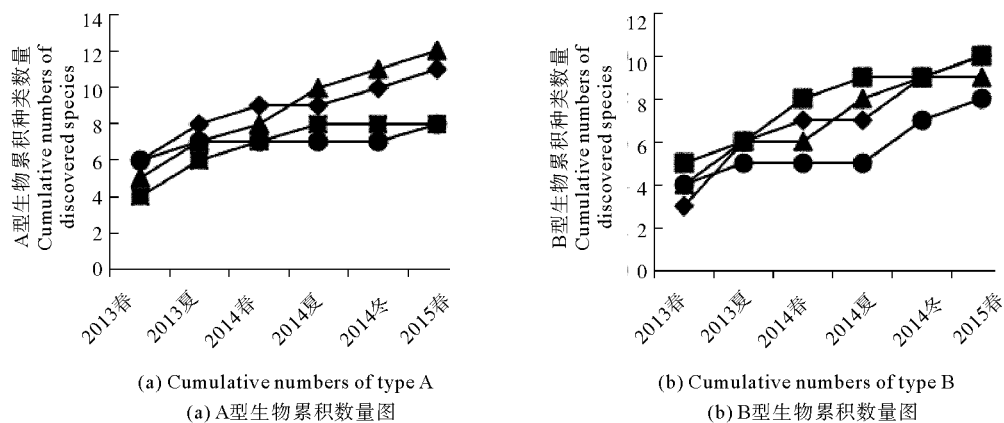 A型生物累积种类数量
Cumulative numbers of
discovered species
14
12
10
8
6
4
2
0
2013春
2013夏
2014春
2014夏
2014冬
2015春
(a) Cumulative numbers of type A
(a) A型生物累积数量图
B型生物累积种类数量
Cumulative numbers of
discovered species
12
10
8
6
4
2
0
2013春
2013夏
2014春
2014夏
2014冬
2015春
(b) Cumulative numbers of type B
(b) B型生物累积数量图